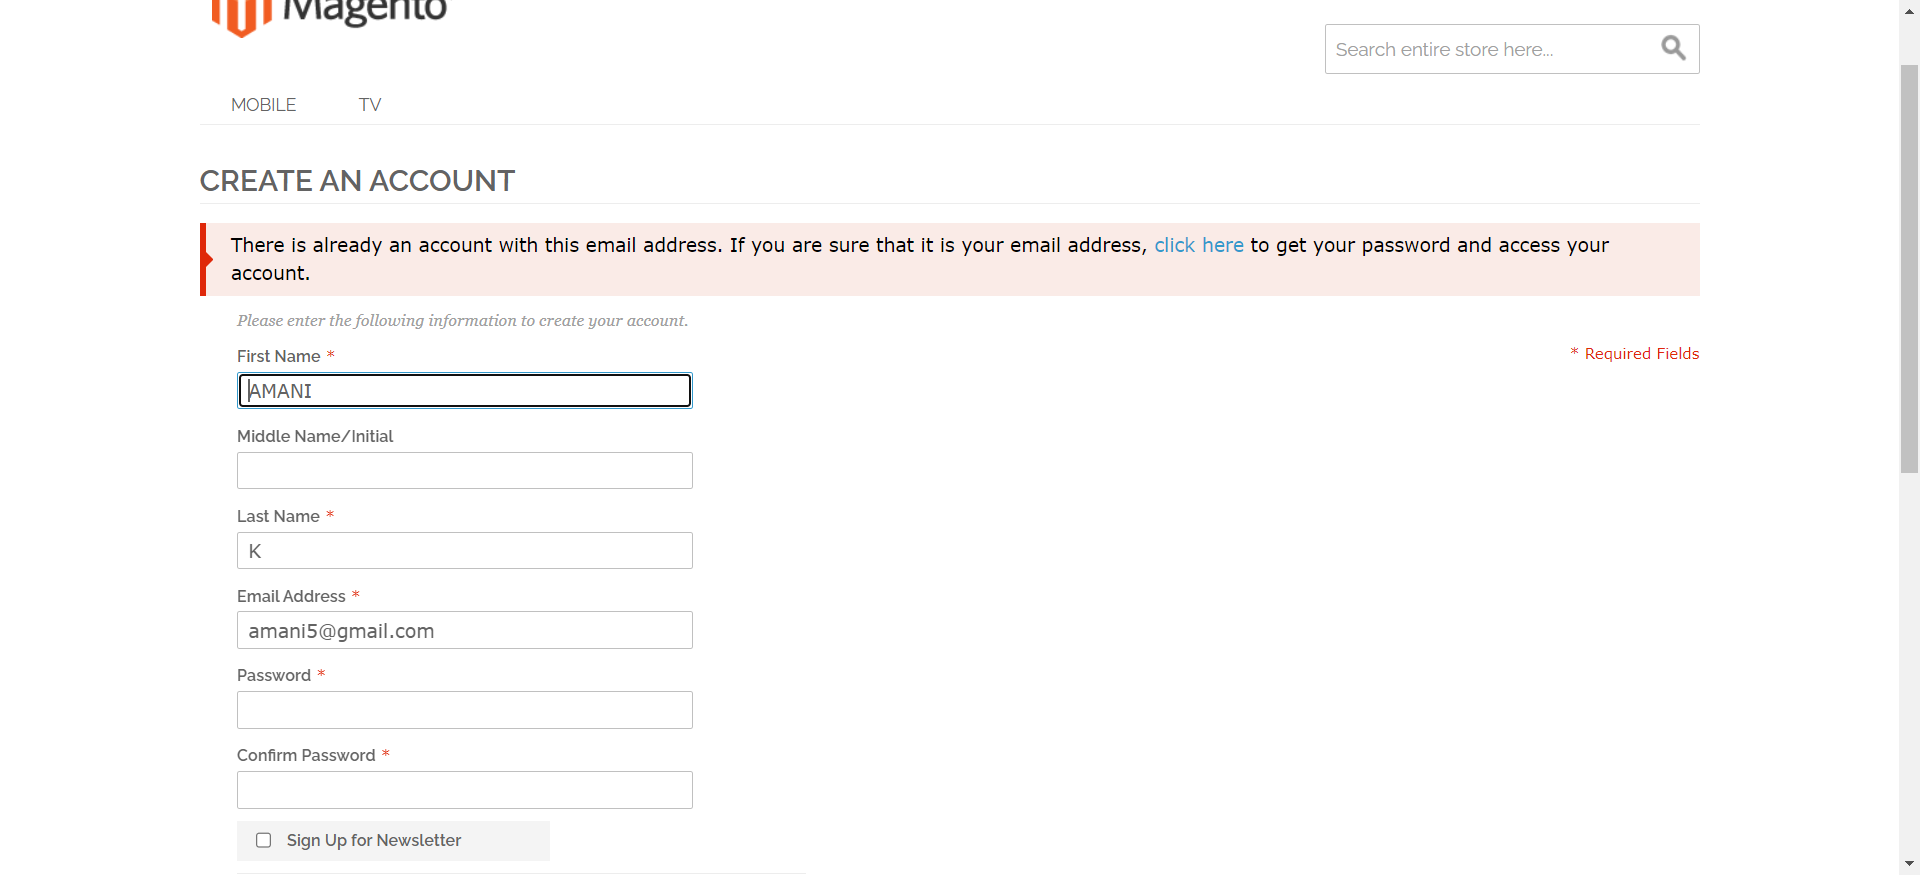 Magento
Search entire store here...
MOBILE TV
CREATE AN ACCOUNT
There is already an account with this email address. If you are sure that it is your email address, click here to get your password and access your
account.
Please enter the following information to create your account.
First Name *
* Required Fields
AMANI
Middle Name/Initial
Last Name *
K
Email Address *
amani5@gmail.com
Password *
Confirm Password *
Sign Up for Newsletter